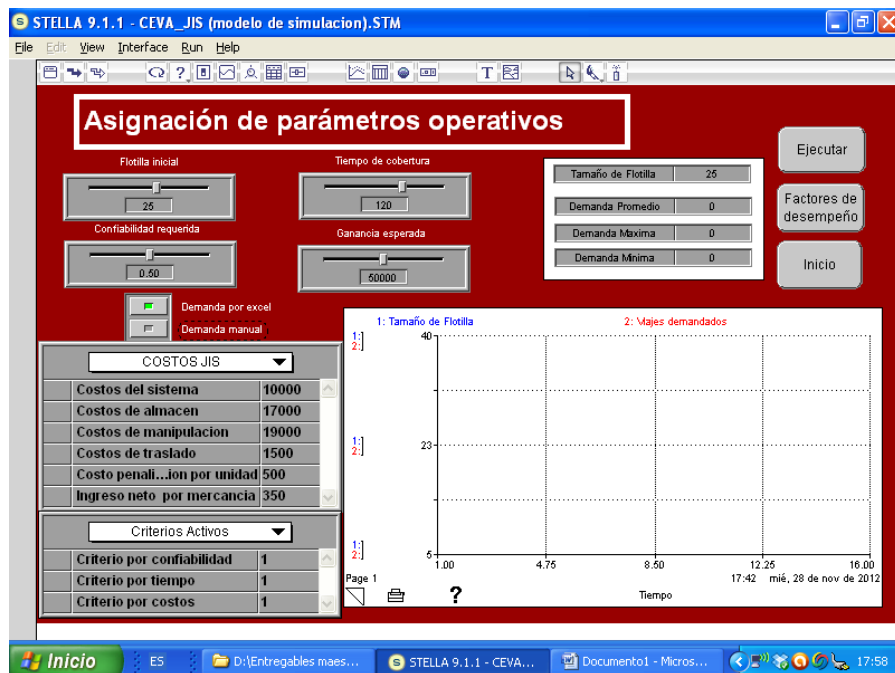 STELLA 9.1.1 - CEVA_JIS (modelo de simulacion).STM
File Edit View Interface Run Help
Asignación de parámetros operativos
Flotilla inicial
25
Tiempo de cobertura
120
Confiabilidad requerida
0.50
Ganancia esperada
50000
Tamaño de Flotilla 25
Demanda Promedio 0
Demanda Maxima 0
Demanda Minima 0
Ejecutar
Factores de
desempeño
Inicio
Demanda por excel
Demanda manual
COSTOS JIS
Costos del sistema 10000
Costos de almacen 17000
Costos de manipulacion 19000
Costos de traslado 1500
Costo penali...ion por unidad 500
Ingreso neto por mercancia 350
Criterios Activos
Criterio por confiabilidad 1
Criterio por tiempo 1
Criterio por costos 1
1: Tamaño de Flotilla 2: Viajes demandados
1:
2:
40
1:
2:
23
1:
2:
5
1.00 4.75 8.50 12.25 16.00
Page 1
17:42 mié, 28 de nov de 2012
Tiempo
?
Inicio ES D:\Entregables maes... STELLA 9.1.1 - CEVA... Documento1 - Micros... 17:58